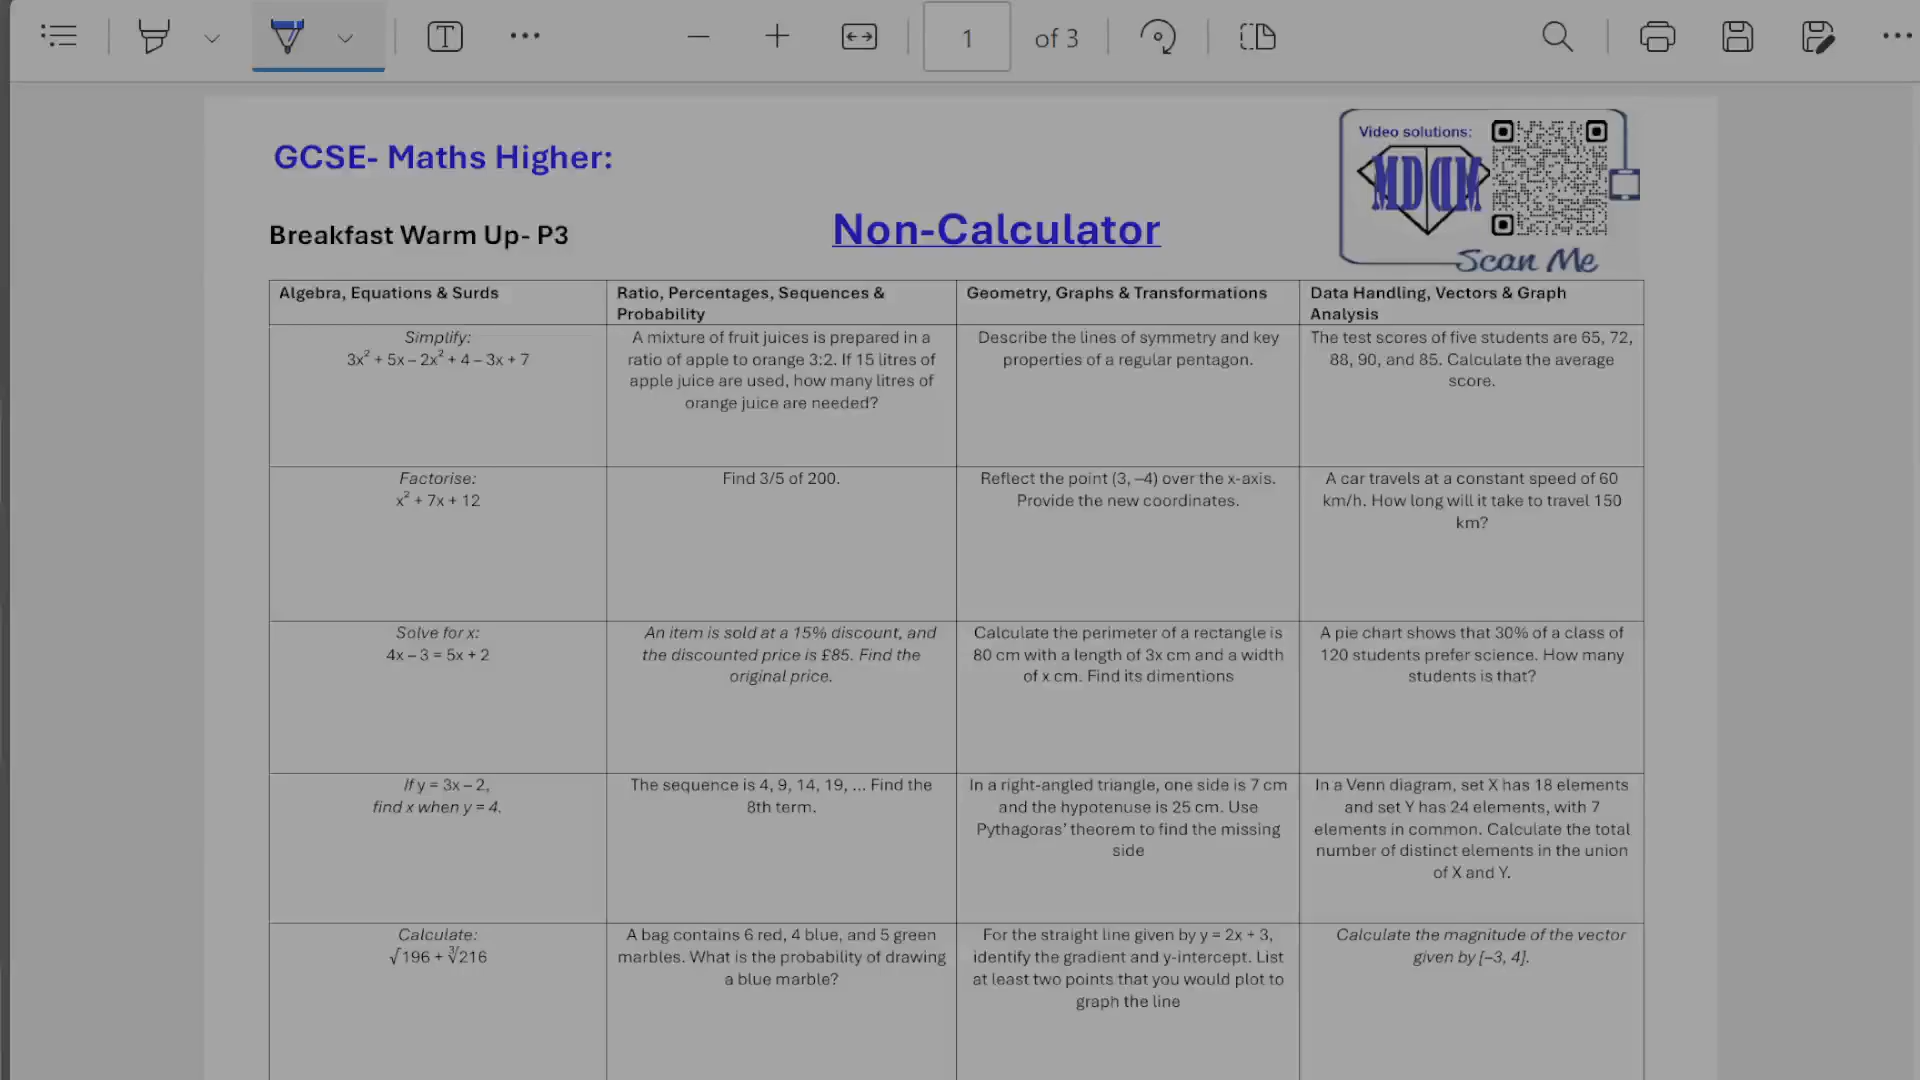 1 of 3
GCSE- Maths Higher:
Video solutions:
MDDM
Scan Me
Breakfast Warm Up- P3
Non-Calculator
Algebra, Equations & Surds
Ratio, Percentages, Sequences &
Probability
Geometry, Graphs & Transformations
Data Handling, Vectors & Graph
Analysis
Simplify:
3x² + 5x – 2x² + 4 – 3x + 7
A mixture of fruit juices is prepared in a
ratio of apple to orange 3:2. If 15 litres of
apple juice are used, how many litres of
orange juice are needed?
Describe the lines of symmetry and key
properties of a regular pentagon.
The test scores of five students are 65, 72,
88, 90, and 85. Calculate the average
score.
Factorise:
x² + 7x + 12
Find 3/5 of 200.
Reflect the point (3, –4) over the x-axis.
Provide the new coordinates.
A car travels at a constant speed of 60
km/h. How long will it take to travel 150
km?
Solve for x:
4x – 3 = 5x + 2
An item is sold at a 15% discount, and
the discounted price is £85. Find the
original price.
Calculate the perimeter of a rectangle is
80 cm with a length of 3x cm and a width
of x cm. Find its dimentions
A pie chart shows that 30% of a class of
120 students prefer science. How many
students is that?
If y = 3x – 2,
find x when y = 4.
The sequence is 4, 9, 14, 19, ... Find the
8th term.
In a right-angled triangle, one side is 7 cm
and the hypotenuse is 25 cm. Use
Pythagoras' theorem to find the missing
side
In a Venn diagram, set X has 18 elements
and set Y has 24 elements, with 7
elements in common. Calculate the total
number of distinct elements in the union
of X and Y.
Calculate:
√196 + ∛216
A bag contains 6 red, 4 blue, and 5 green
marbles. What is the probability of drawing
a blue marble?
For the straight line given by y = 2x + 3,
identify the gradient and y-intercept. List
at least two points that you would plot to
graph the line
Calculate the magnitude of the vector
given by [–3, 4].